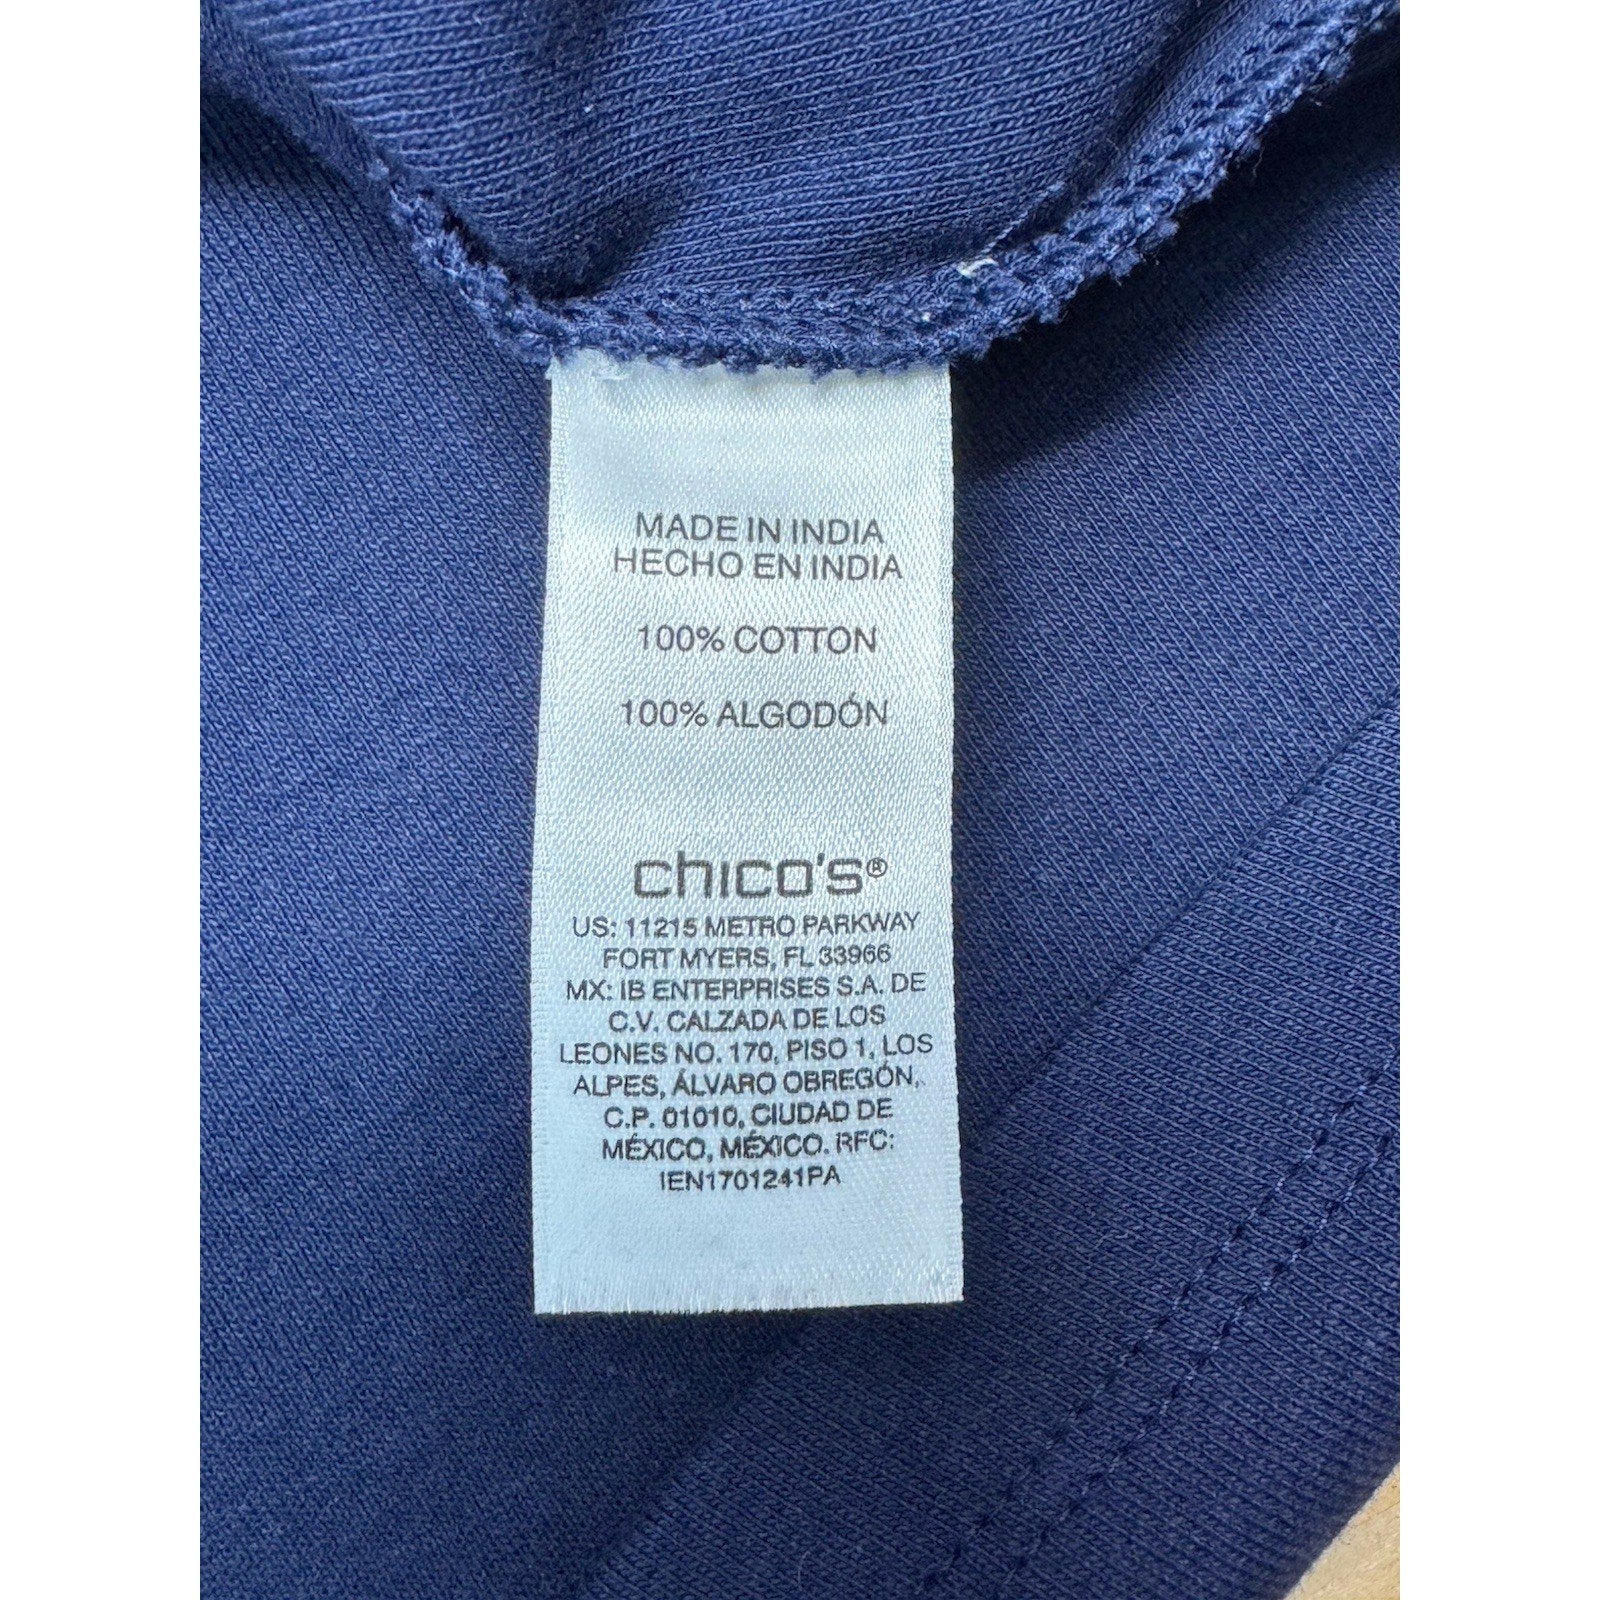 MADE IN INDIA
HECHO EN INDIA
100% COTTON
100% ALGODÓN
chico's®
US: 11215 METRO PARKWAY
FORT MYERS, FL 33966
MX: IB ENTERPRISES S.A. DE
C.V. CALZADA DE LOS
LEONES NO. 170, PISO 1, LOS
ALPES, ÁLVARO OBREGÓN,
C.P. 01010, CIUDAD DE
MÉXICO, MÉXICO. RFC:
IEN1701241PA